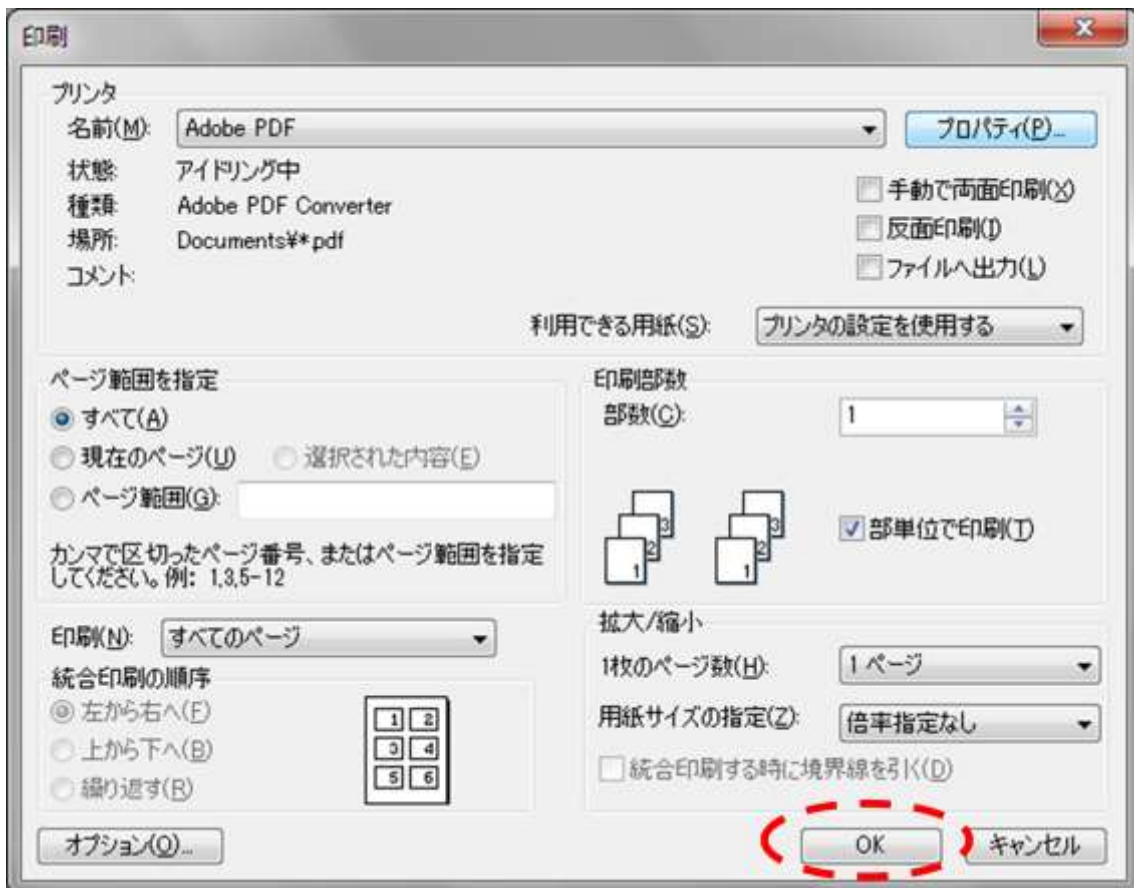 印刷
プリンタ
名前(M): Adobe PDF プロパティ(P)...
状態: アイドリング中
種類: Adobe PDF Converter 手動で両面印刷(X)
場所: Documents¥*.pdf 反面印刷(I)
コメント: ファイルへ出力(L)
利用できる用紙(S): プリンタの設定を使用する
ページ範囲を指定
すべて(A)
現在のページ(U) 選択された内容(E)
ページ範囲(G):
カンマで区切ったページ番号、またはページ範囲を指定
してください。例: 1,3,5-12
印刷部数
部数(C): 1
3 3
2 2
1 1
部単位で印刷(T)
印刷(N): すべてのページ
統合印刷の順序
左から右へ(F)
上から下へ(B)
繰り返す(R)
1 2
3 4
5 6
拡大/縮小
1枚のページ数(H): 1 ページ
用紙サイズの指定(Z): 倍率指定なし
統合印刷する時に境界線を引く(D)
オプション(O)... OK キャンセル